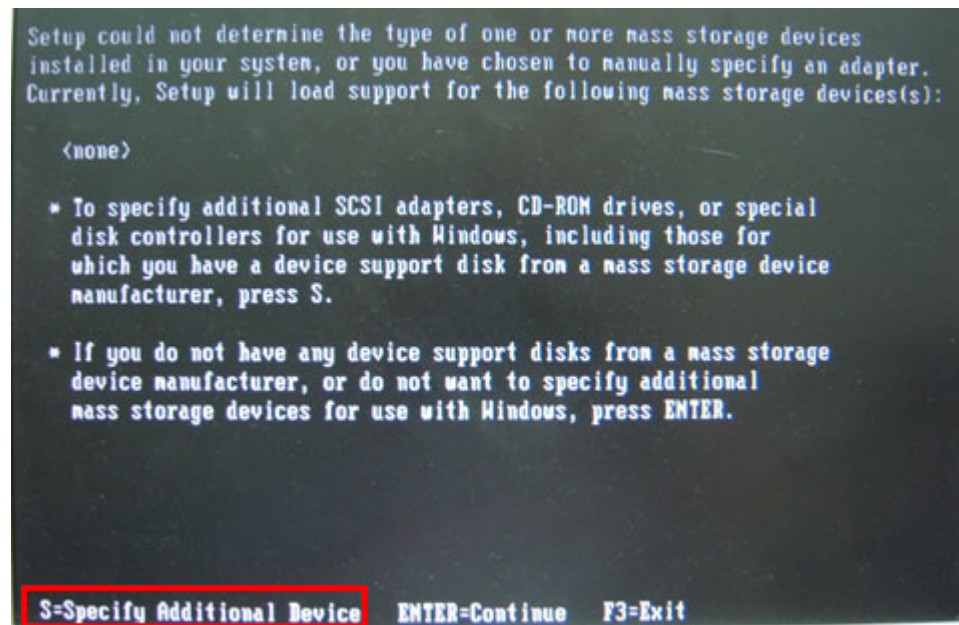 Setup could not determine the type of one or more mass storage devices
installed in your system, or you have chosen to manually specify an adapter.
Currently, Setup will load support for the following mass storage devices(s):
<none>
* To specify additional SCSI adapters, CD-ROM drives, or special
disk controllers for use with Windows, including those for
which you have a device support disk from a mass storage device
manufacturer, press S.
* If you do not have any device support disks from a mass storage
device manufacturer, or do not want to specify additional
mass storage devices for use with Windows, press ENTER.
S=Specify Additional Device ENTER=Continue F3=Exit